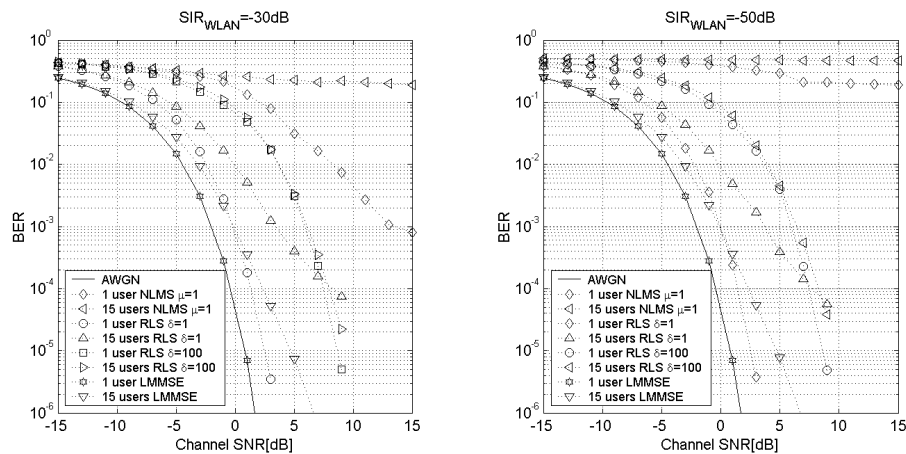 SIR_WLAN=-30dB
10^0
10^-1
10^-2
10^-3
10^-4
10^-5
10^-6
BER
AWGN
1 user NLMS μ=1
15 users NLMS μ=1
1 user RLS δ=1
15 users RLS δ=1
1 user RLS δ=100
15 users RLS δ=100
1 user LMMSE
15 users LMMSE
-15 -10 -5 0 5 10 15
Channel SNR[dB]
SIR_WLAN=-50dB
10^0
10^-1
10^-2
10^-3
10^-4
10^-5
10^-6
BER
AWGN
1 user NLMS μ=1
15 users NLMS μ=1
1 user RLS δ=1
15 users RLS δ=1
1 user RLS δ=100
15 users RLS δ=100
1 user LMMSE
15 users LMMSE
-15 -10 -5 0 5 10 15
Channel SNR[dB]